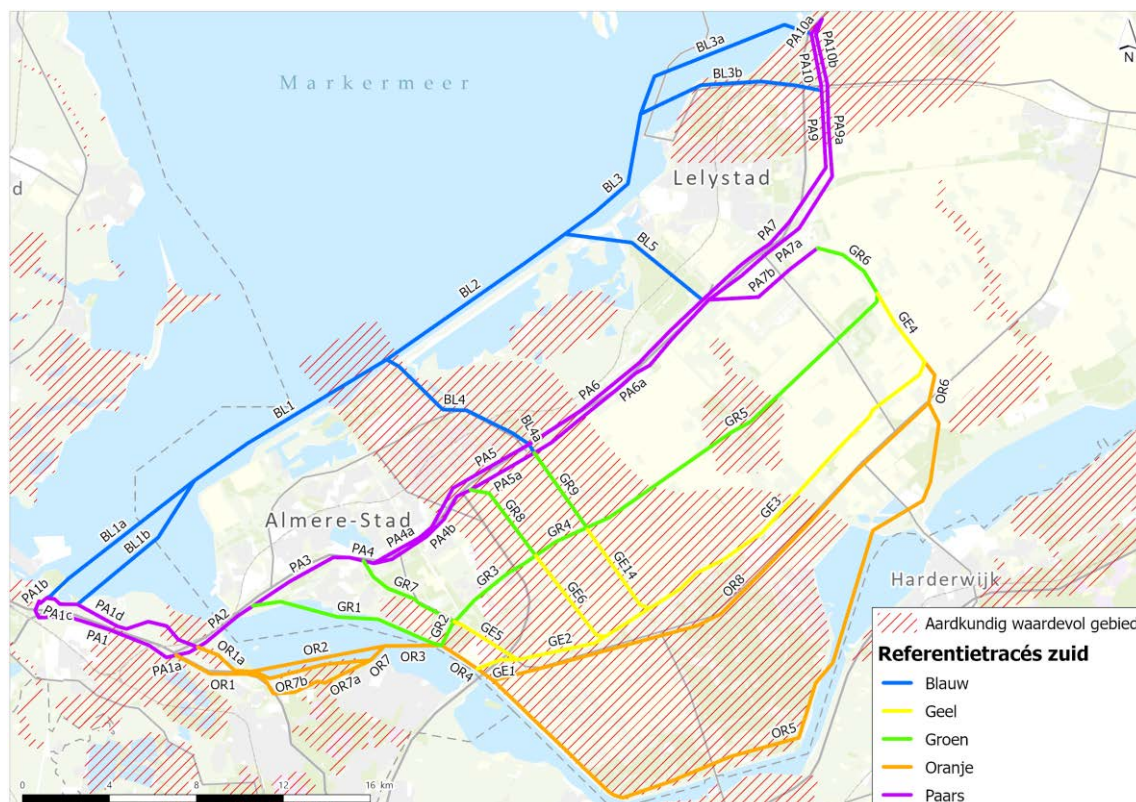 Markermeer
BL3a
PA10a
PA10b
PA10
N
BL3b
PA9
PA9a
Lelystad
BL3
PA7
PA7a
BL5
PA7b
GR6
BL2
GE4
PA6
PA6a
OR6
BL1
BL4
BL4a
GR5
PA5
PA5a
GR9
GE3
BL1a
Almere-Stad
GR8
GR4
BL1b
PA4a
PA4b
PA4
PA3
GR3
GE14
OR8
Harderwijk
PA1b
PA1c
PA1d
PA2
GR7
GE6
GR1
GR2
PA1
GE5
GE2
PA1a
OR1a
OR2
OR3
OR4
GE1
OR1
OR7b
OR7a
OR7
OR5
d
Aardkundig waardevol gebied
Referentietracés zuid
Blauw
Geel
Groen
Oranje
Paars
0 4 8 12 16 km